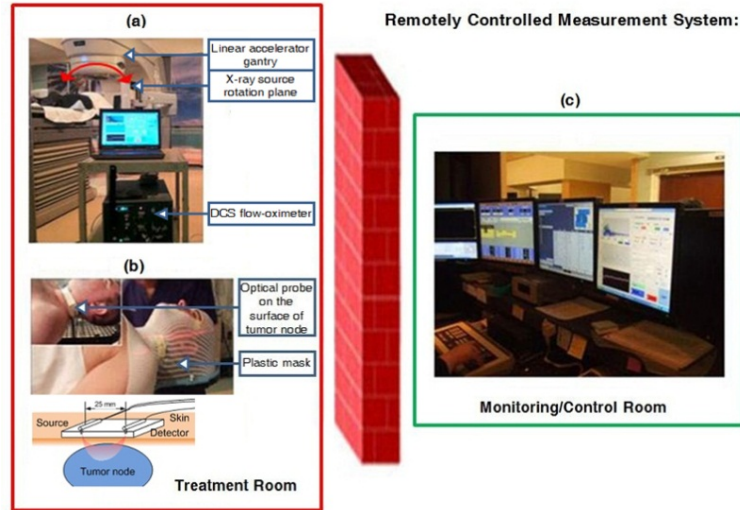 Remotely Controlled Measurement System:
(a)
Linear accelerator
gantry
X-ray source
rotation plane
DCS flow-oximeter
(b)
Optical probe
on the
surface of
tumor node
Plastic mask
25 mm
Source
Skin
Detector
Tumor node
Treatment Room
(c)
Monitoring/Control Room